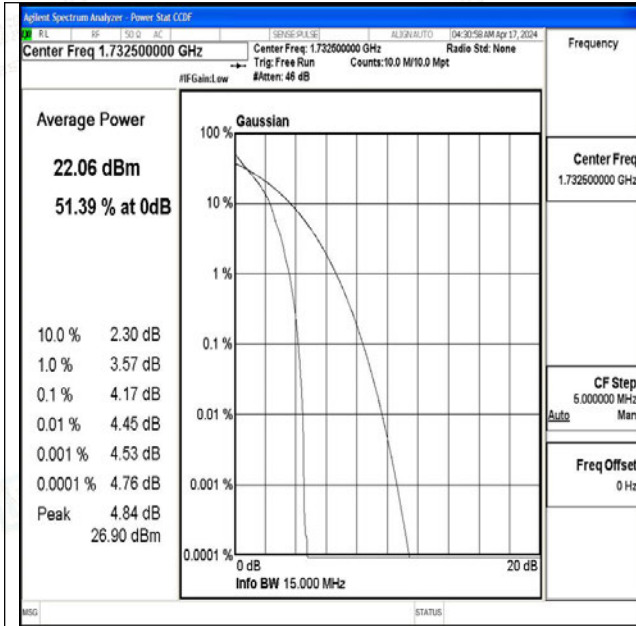 Agilent Spectrum Analyzer - Power Stat CCDF
RL RF 50 Ω AC SENSE:PULSE ALIGNAUTO 04:30:58 AM Apr 17, 2024
Center Freq 1.732500000 GHz
Center Freq: 1.732500000 GHz Radio Std: None
Trig: Free Run Counts:10.0 M/10.0 Mpt
#IFGain:Low #Atten: 46 dB
Frequency
Average Power
22.06 dBm
51.39 % at 0dB
10.0 % 2.30 dB
1.0 % 3.57 dB
0.1 % 4.17 dB
0.01 % 4.45 dB
0.001 % 4.53 dB
0.0001 % 4.76 dB
Peak 4.84 dB
26.90 dBm
Gaussian
100 %
10 %
1 %
0.1 %
0.01 %
0.001 %
0.0001 %
0 dB 20 dB
Info BW 15.000 MHz
Center Freq
1.732500000 GHz
CF Step
5.000000 MHz
Auto Man
Freq Offset
0 Hz
MSG STATUS